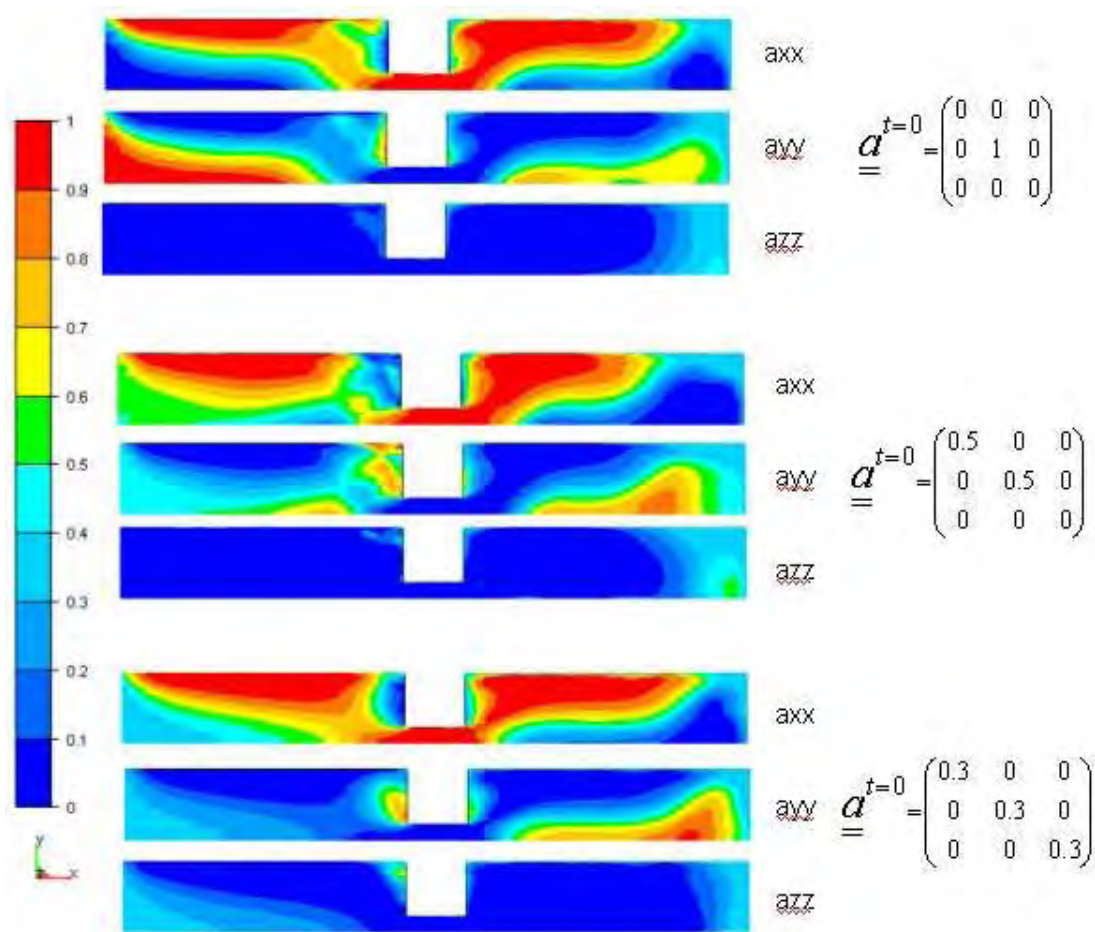 axx
ayy
azz
a t=0 = (0 0 0
0 1 0
0 0 0)
1
0.9
0.8
0.7
0.6
0.5
0.4
0.3
0.2
0.1
0
axx
ayy
azz
a t=0 = (0.5 0 0
0 0.5 0
0 0 0)
axx
ayy
azz
a t=0 = (0.3 0 0
0 0.3 0
0 0 0.3)
y
x